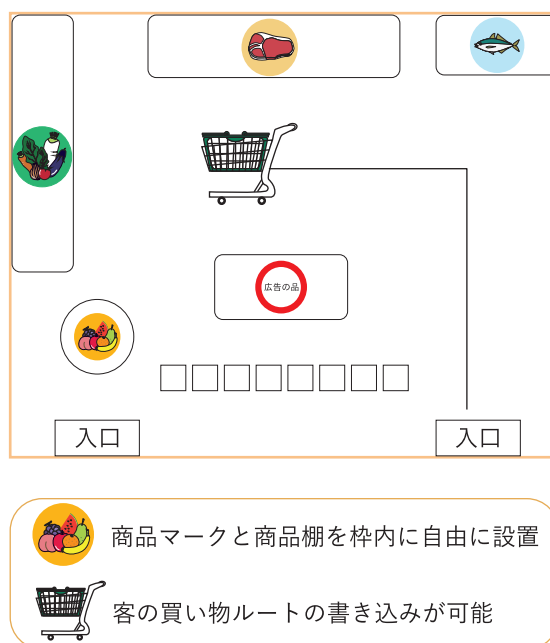 広告の品
入口
入口
商品マークと商品棚を枠内に自由に設置
客の買い物ルートの書き込みが可能